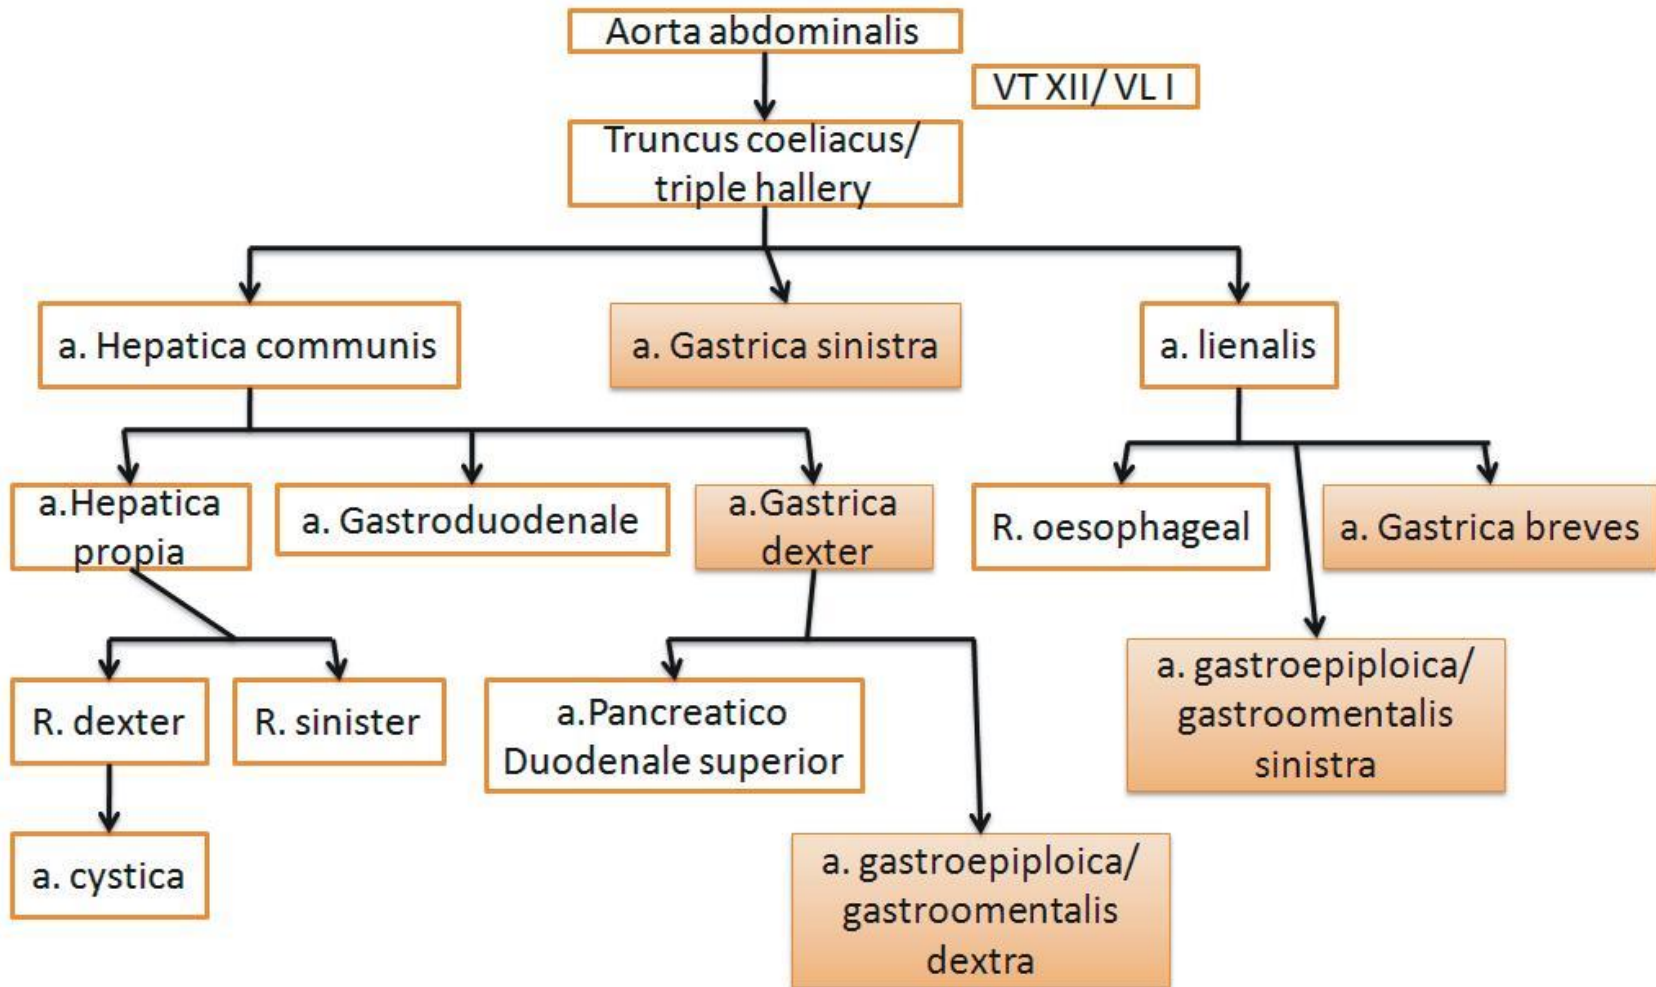 Aorta abdominalis
VT XII/ VL I
Truncus coeliacus/
triple hallery
a. Hepatica communis
a. Gastrica sinistra
a. lienalis
a.Hepatica
propia
a. Gastroduodenale
a.Gastrica
dexter
R. oesophageal
a. Gastrica breves
R. dexter
R. sinister
a.Pancreatico
Duodenale superior
a. gastroepiploica/
gastroomentalis
sinistra
a. cystica
a. gastroepiploica/
gastroomentalis
dextra